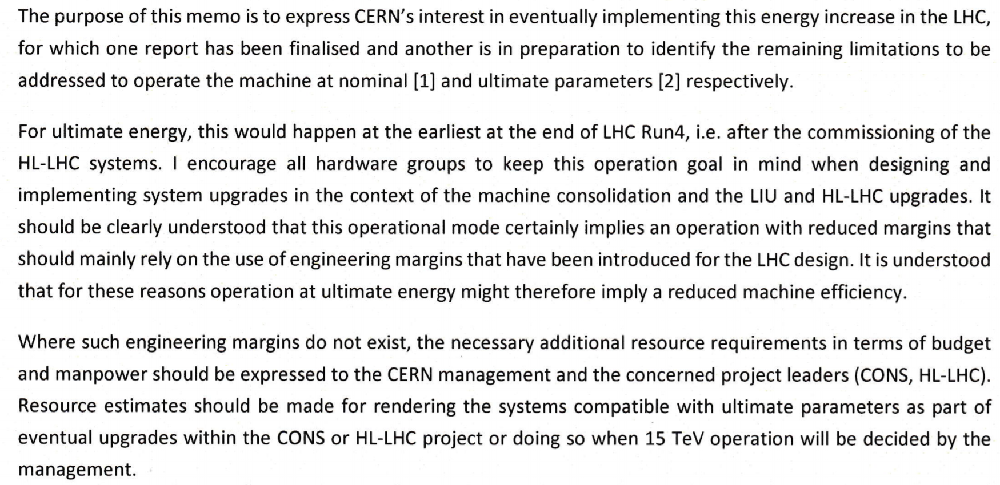 The purpose of this memo is to express CERN's interest in eventually implementing this energy increase in the LHC,
for which one report has been finalised and another is in preparation to identify the remaining limitations to be
addressed to operate the machine at nominal [1] and ultimate parameters [2] respectively.
For ultimate energy, this would happen at the earliest at the end of LHC Run4, i.e. after the commissioning of the
HL-LHC systems. I encourage all hardware groups to keep this operation goal in mind when designing and
implementing system upgrades in the context of the machine consolidation and the LIU and HL-LHC upgrades. It
should be clearly understood that this operational mode certainly implies an operation with reduced margins that
should mainly rely on the use of engineering margins that have been introduced for the LHC design. It is understood
that for these reasons operation at ultimate energy might therefore imply a reduced machine efficiency.
Where such engineering margins do not exist, the necessary additional resource requirements in terms of budget
and manpower should be expressed to the CERN management and the concerned project leaders (CONS, HL-LHC).
Resource estimates should be made for rendering the systems compatible with ultimate parameters as part of
eventual upgrades within the CONS or HL-LHC project or doing so when 15 TeV operation will be decided by the
management.